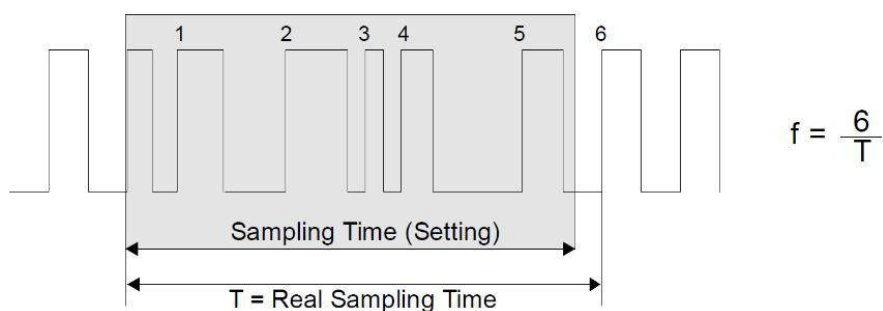 1 2 3 4 5 6
f = 6/T
Sampling Time (Setting)
T = Real Sampling Time